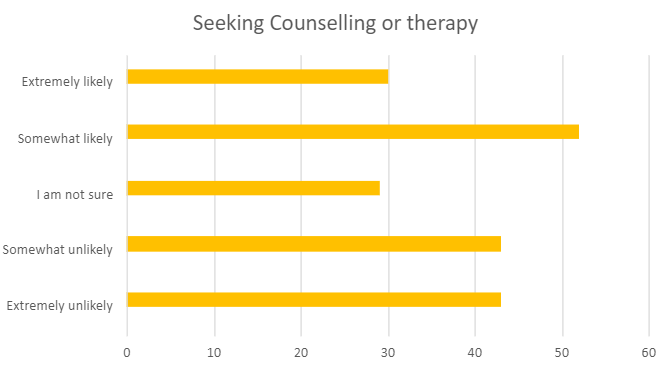 Seeking Counselling or therapy
Extremely likely
Somewhat likely
I am not sure
Somewhat unlikely
Extremely unlikely
0 10 20 30 40 50 60